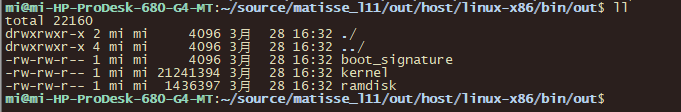 mi@mi-HP-ProDesk-680-G4-MT:~/source/matisse_l11/out/host/linux-x86/bin/out$ ll
total 22160
drwxrwxr-x 2 mi mi     4096 3月  28 16:32 ./
drwxrwxr-x 4 mi mi     4096 3月  28 16:32 ../
-rw-rw-r-- 1 mi mi     4096 3月  28 16:32 boot_signature
-rw-rw-r-- 1 mi mi 21241394 3月  28 16:32 kernel
-rw-rw-r-- 1 mi mi  1436397 3月  28 16:32 ramdisk
mi@mi-HP-ProDesk-680-G4-MT:~/source/matisse_l11/out/host/linux-x86/bin/out$